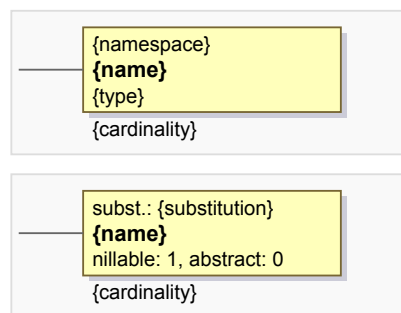 {namespace}
{name}
{type}
{cardinality}
subst.: {substitution}
{name}
nillable: 1, abstract: 0
{cardinality}